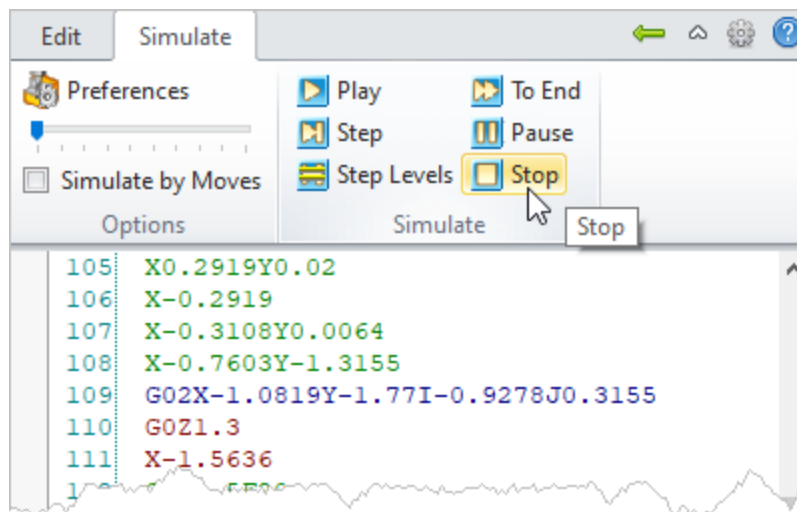 Edit Simulate
Preferences
Simulate by Moves
Options
Play To End
Step Pause
Step Levels Stop
Simulate
Stop
105 X0.2919Y0.02
106 X-0.2919
107 X-0.3108Y0.0064
108 X-0.7603Y-1.3155
109 G02X-1.0819Y-1.77I-0.9278J0.3155
110 G0Z1.3
111 X-1.5636